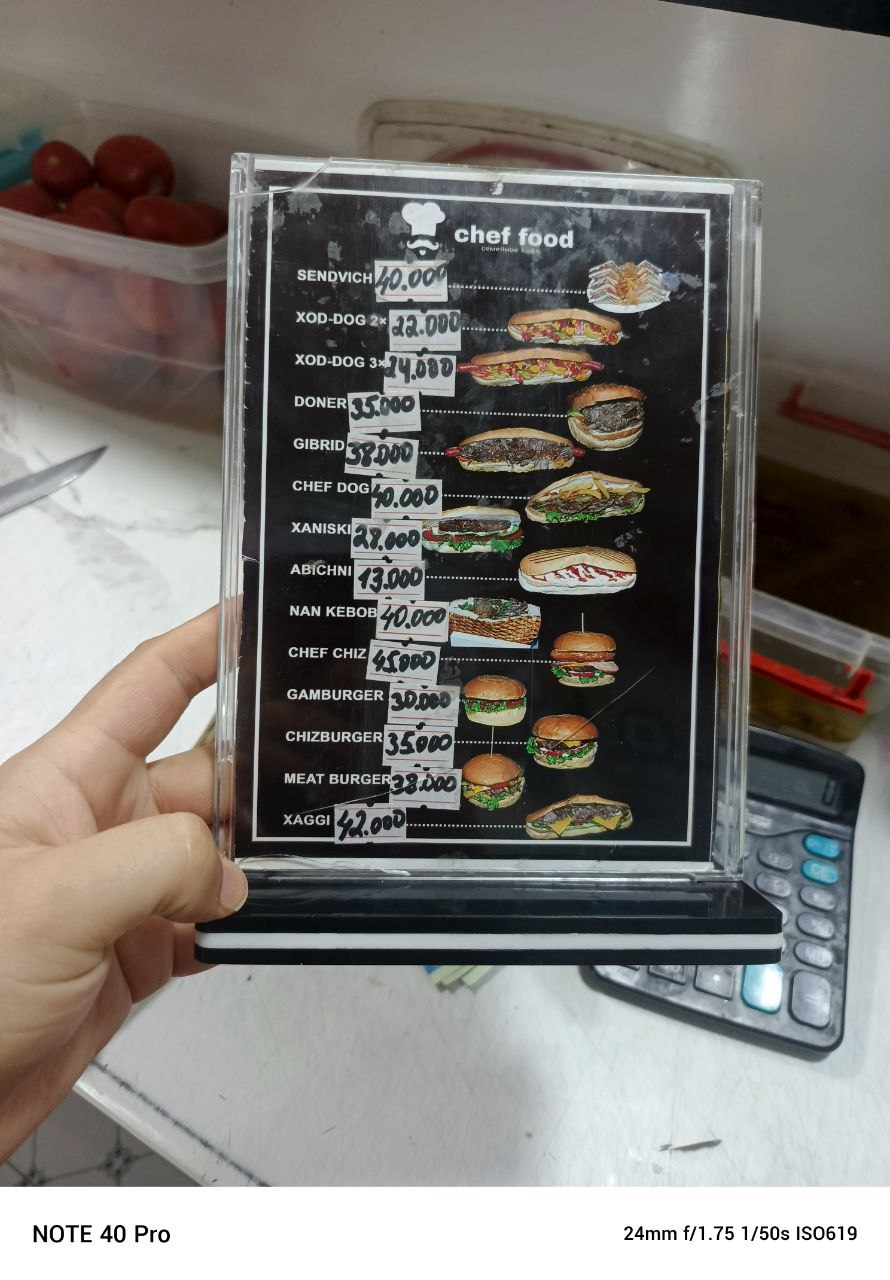 chef food
семейное кафе
SENDVICH 40.000
XOD-DOG 2x 22.000
XOD-DOG 3x 24.000
DONER 35.000
GIBRID 38.000
CHEF DOG 40.000
XANISKI 28.000
ABICHNI 13.000
NAN KEBOB 40.000
CHEF CHIZ 45.000
GAMBURGER 30.000
CHIZBURGER 35.000
MEAT BURGER 38.000
XAGGI 42.000
NOTE 40 Pro
24mm f/1.75 1/50s ISO619